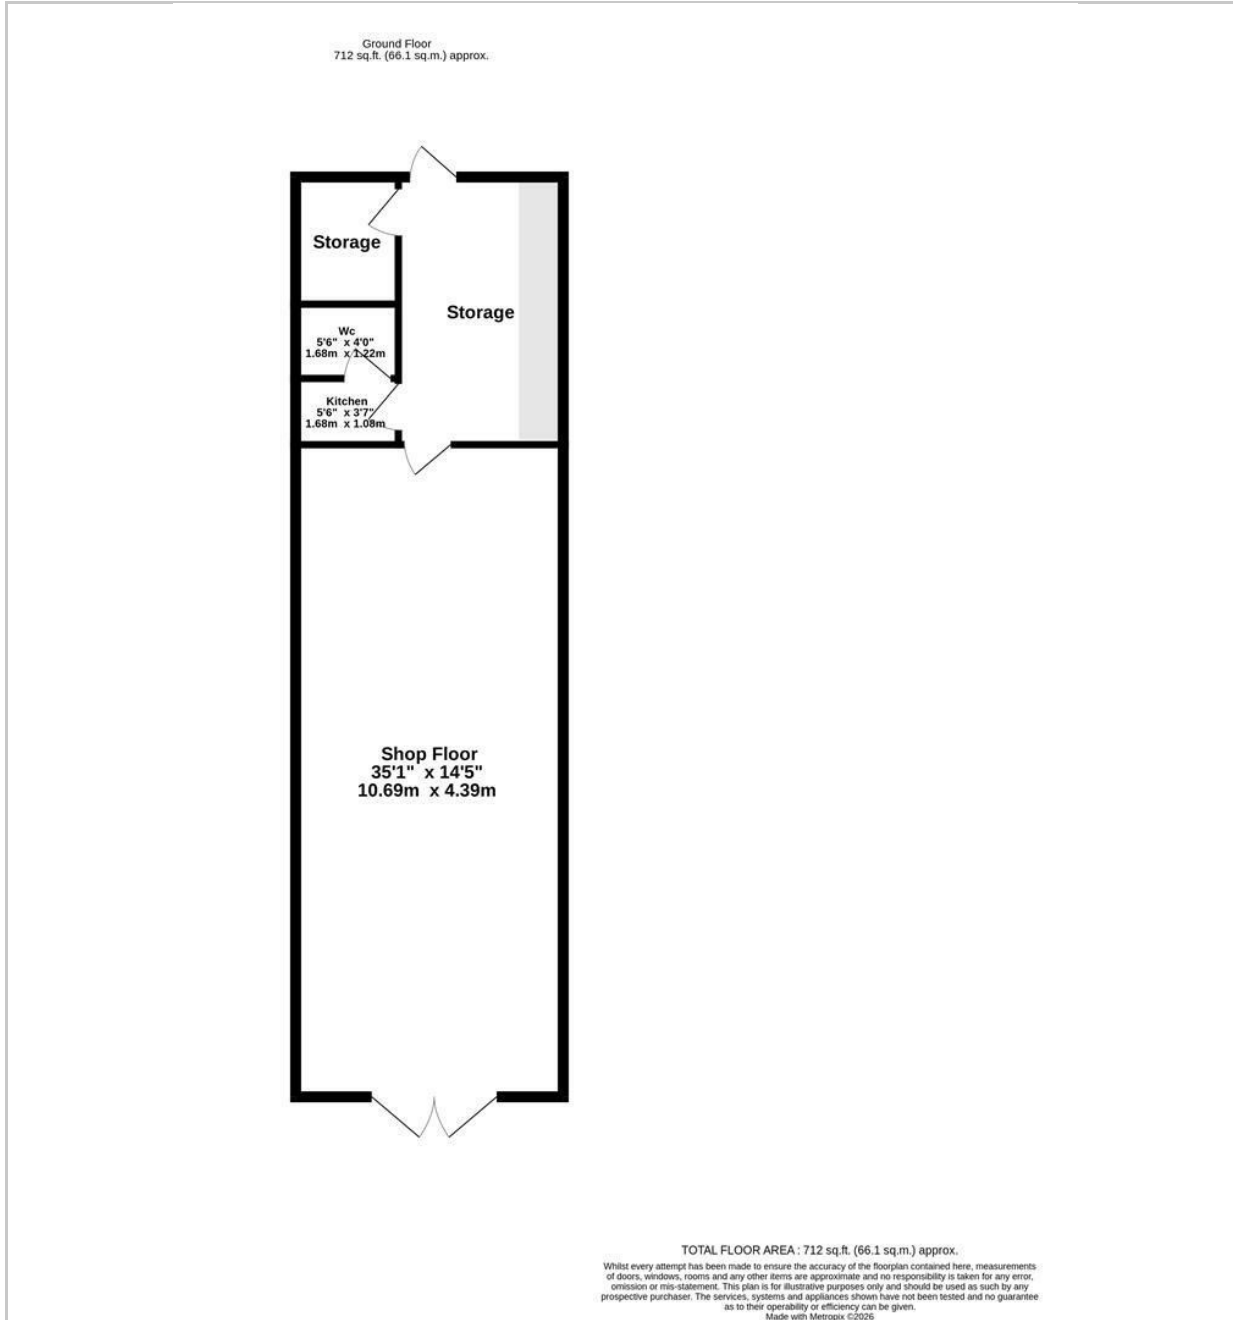 Ground Floor
712 sq.ft. (66.1 sq.m.) approx.
Storage
Storage
Wc
5'6" x 4'0"
1.68m x 1.22m
Kitchen
5'6" x 3'7"
1.68m x 1.08m
Shop Floor
35'1" x 14'5"
10.69m x 4.39m
TOTAL FLOOR AREA : 712 sq.ft. (66.1 sq.m.) approx.
Whilst every attempt has been made to ensure the accuracy of the floorplan contained here, measurements
of doors, windows, rooms and any other items are approximate and no responsibility is taken for any error,
omission or mis-statement. This plan is for illustrative purposes only and should be used as such by any
prospective purchaser. The services, systems and appliances shown have not been tested and no guarantee
as to their operability or efficiency can be given.
Made with Metropix ©2026